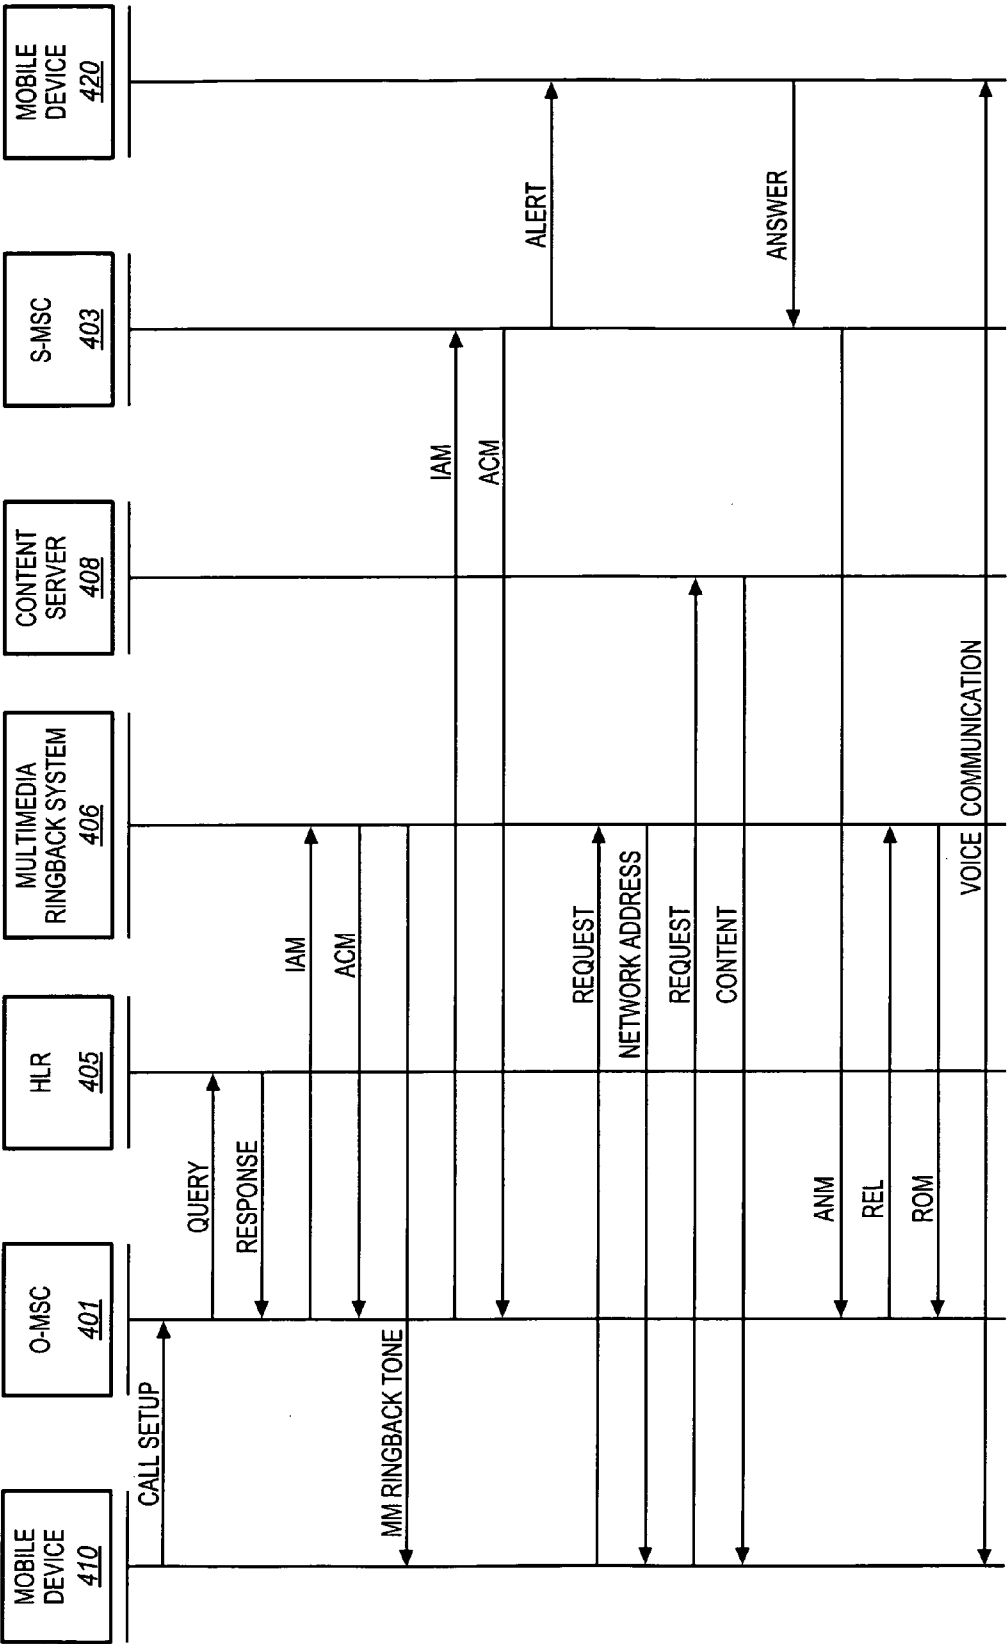 MOBILE
DEVICE
410
O-MSC
401
HLR
405
MULTIMEDIA
RINGBACK SYSTEM
406
CONTENT
SERVER
408
S-MSC
403
MOBILE
DEVICE
420
CALL SETUP
QUERY
RESPONSE
IAM
ACM
MM RINGBACK TONE
IAM
ACM
ALERT
REQUEST
NETWORK ADDRESS
REQUEST
CONTENT
ANSWER
ANM
REL
ROM
VOICE COMMUNICATION